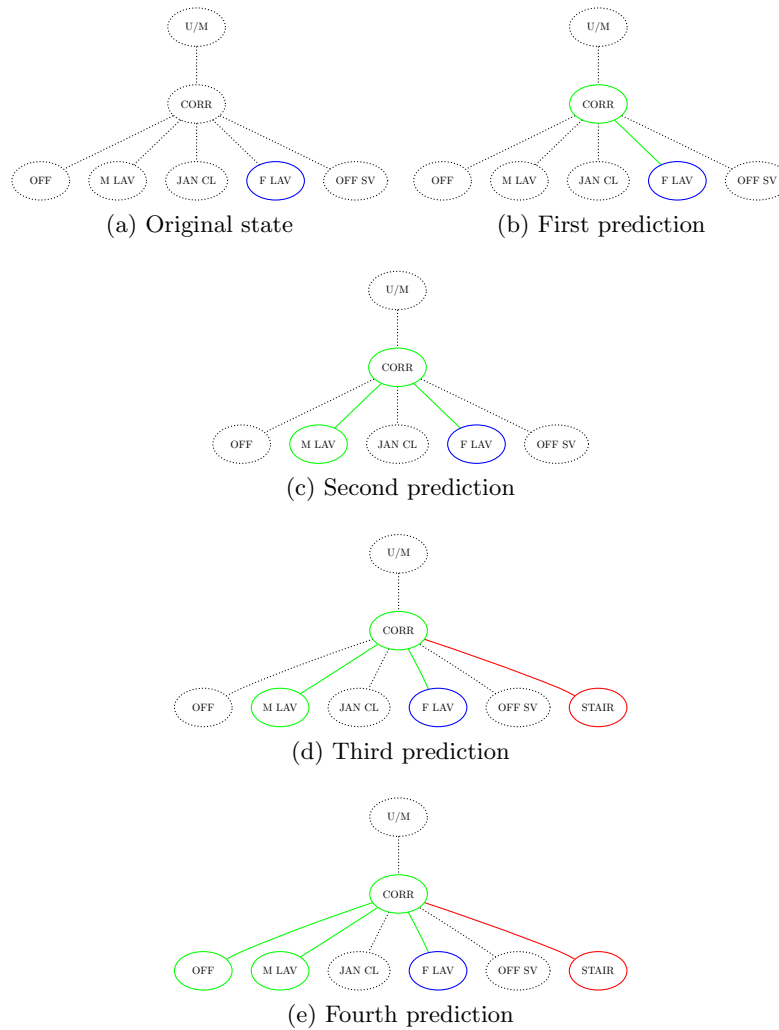 U/M U/M
CORR CORR
OFF M LAV JAN CL F LAV OFF SV OFF M LAV JAN CL F LAV OFF SV
(a) Original state (b) First prediction
U/M
CORR
OFF M LAV JAN CL F LAV OFF SV
(c) Second prediction
U/M
CORR
OFF M LAV JAN CL F LAV OFF SV STAIR
(d) Third prediction
U/M
CORR
OFF M LAV JAN CL F LAV OFF SV STAIR
(e) Fourth prediction